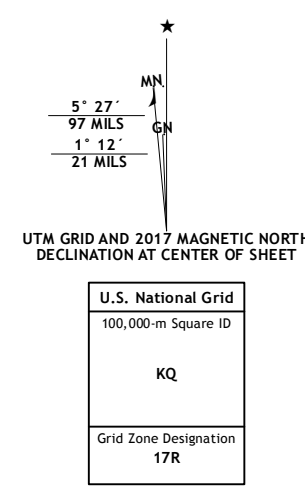 ★
MN.
5° 27´
97 MILS
GN
1° 12´
21 MILS
UTM GRID AND 2017 MAGNETIC NORTH
DECLINATION AT CENTER OF SHEET
U.S. National Grid
100,000-m Square ID
KQ
Grid Zone Designation
17R